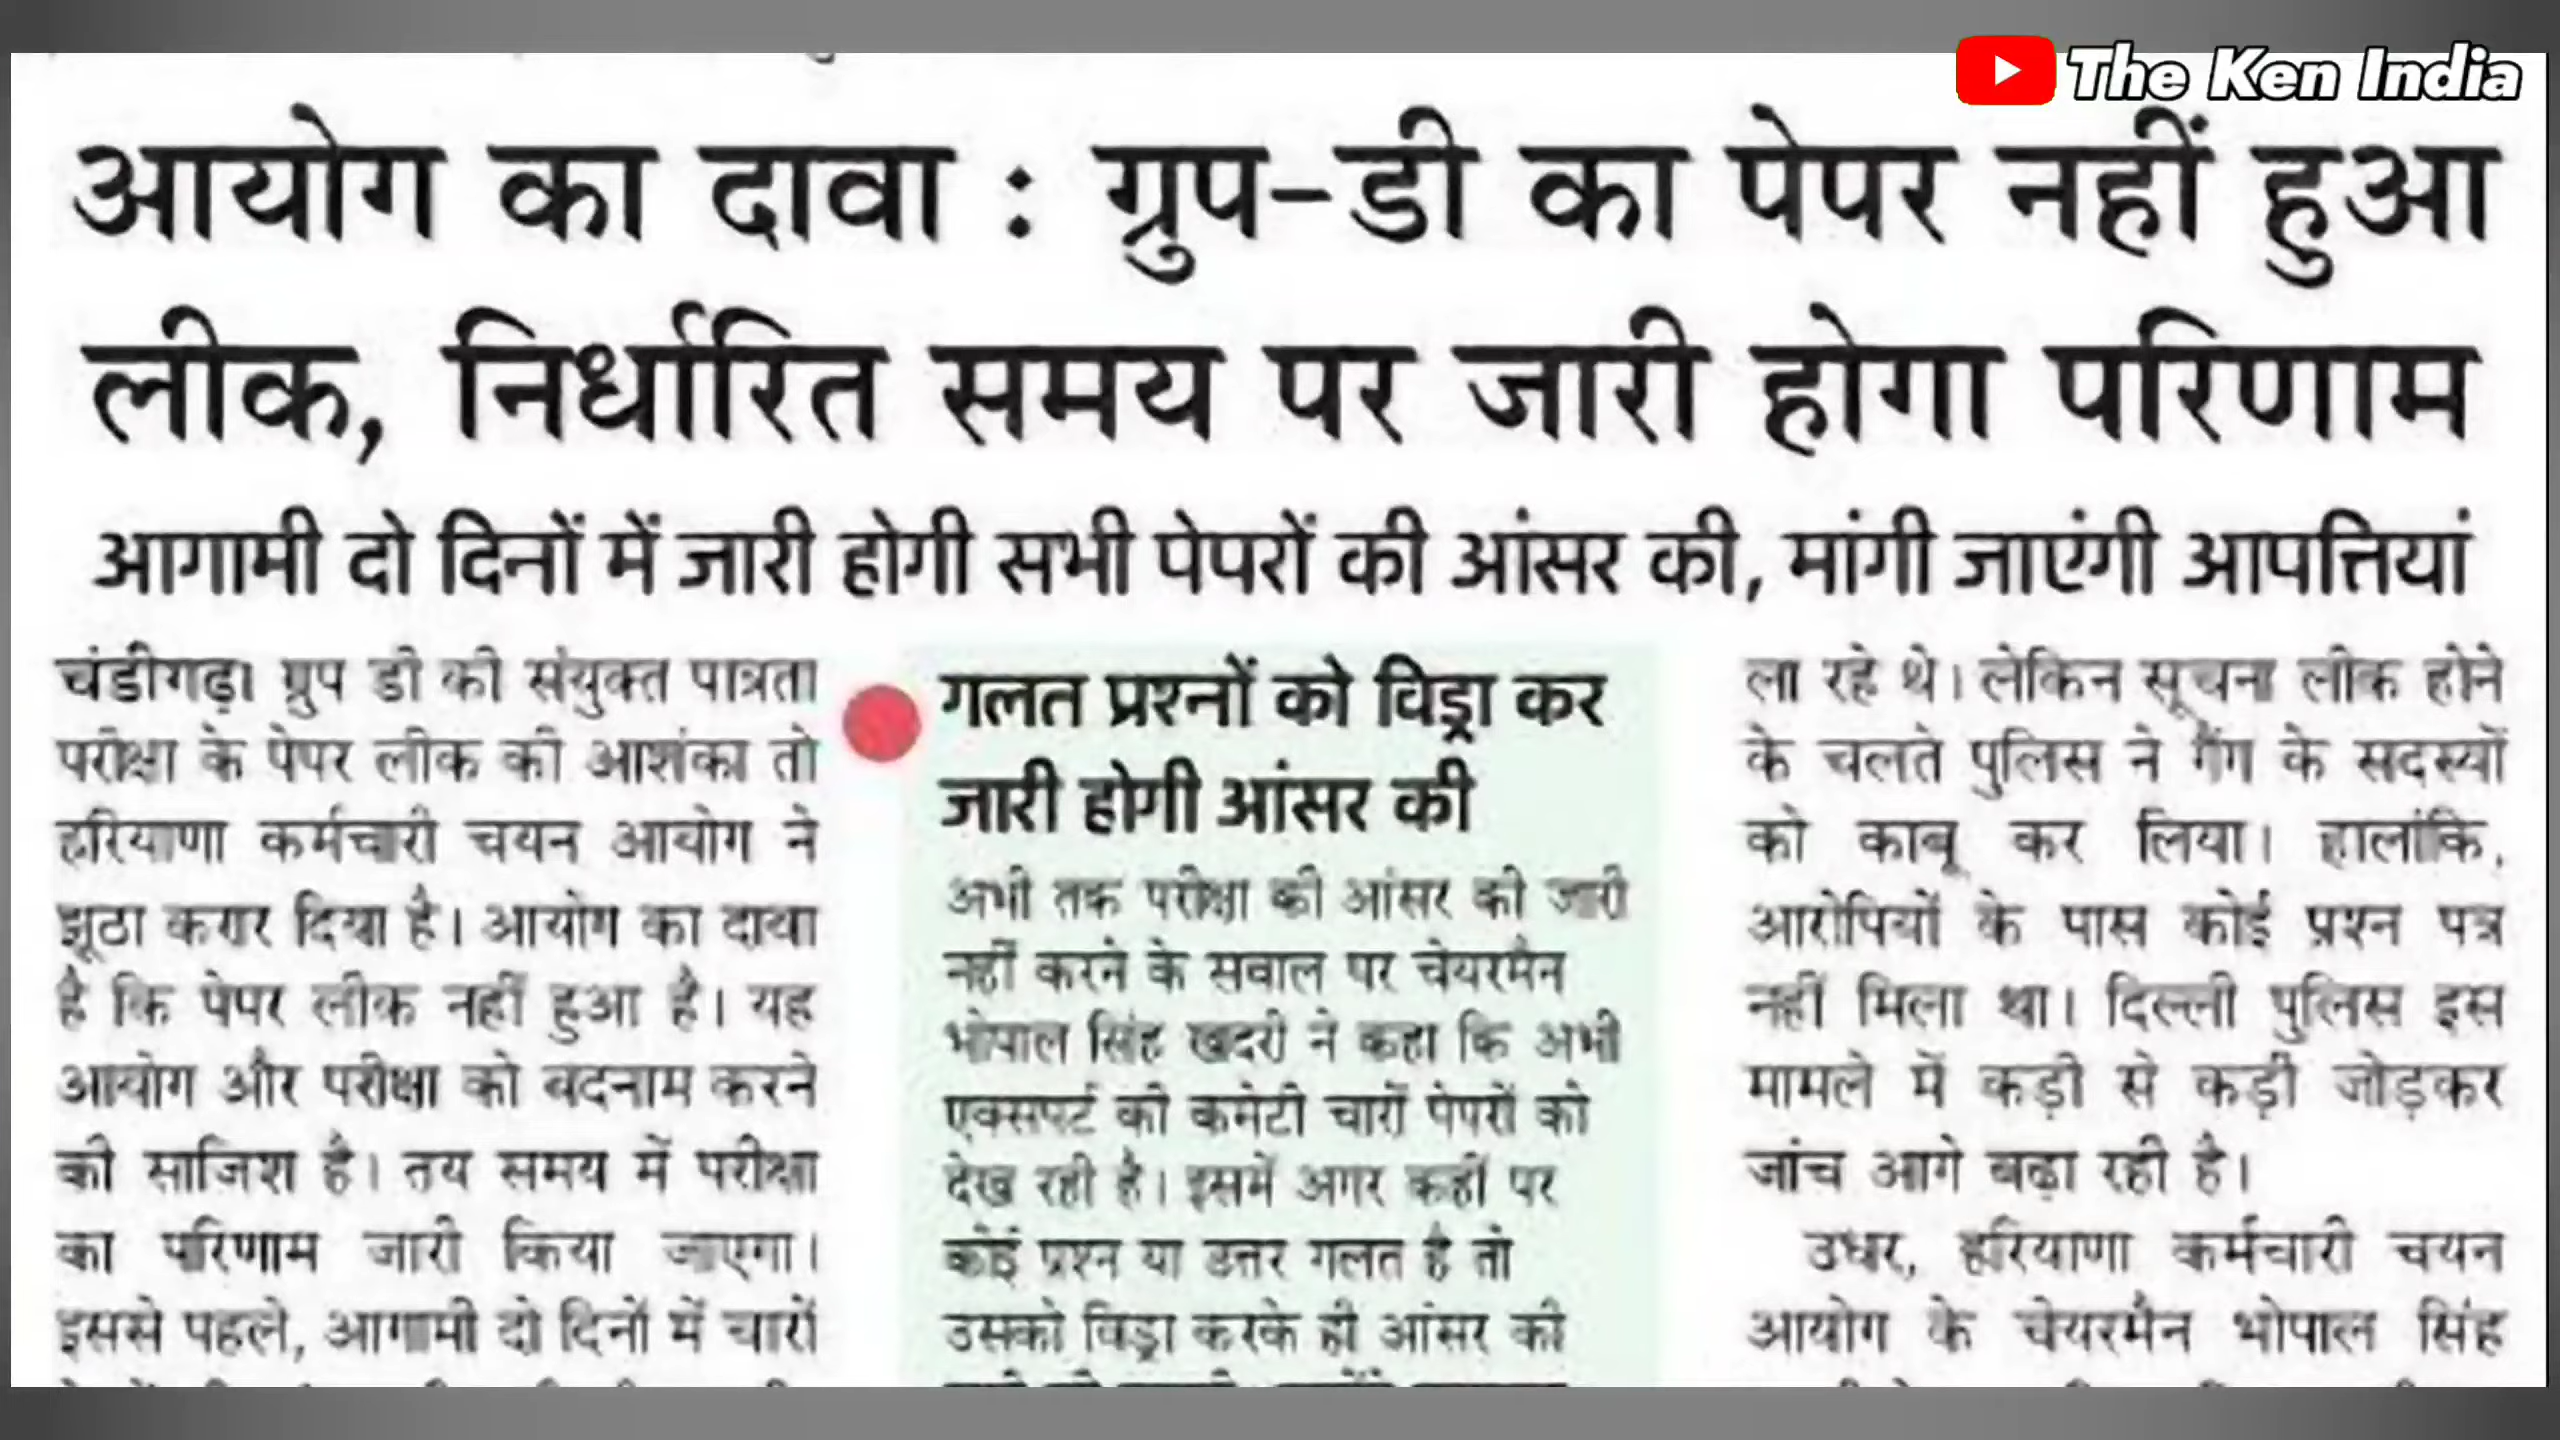 The Ken India
आयोग का दावा : ग्रुप-डी का पेपर नहीं हुआ
लीक, निर्धारित समय पर जारी होगा परिणाम
आगामी दो दिनों में जारी होगी सभी पेपरों की आंसर की, मांगी जाएंगी आपत्तियां
चंडीगढ़। ग्रुप डी की संयुक्त पात्रता
परीक्षा के पेपर लीक की आशंका तो
हरियाणा कर्मचारी चयन आयोग ने
झूठा करार दिया है। आयोग का दावा
है कि पेपर लीक नहीं हुआ है। यह
आयोग और परीक्षा को बदनाम करने
की साजिश है। तय समय में परीक्षा
का परिणाम जारी किया जाएगा।
इससे पहले, आगामी दो दिनों में चारों
गलत प्रश्नों को विड्रा कर
जारी होगी आंसर की
अभी तक परीक्षा की आंसर की जारी
नहीं करने के सवाल पर चेयरमैन
भोपाल सिंह खदरी ने कहा कि अभी
एक्सपर्ट की कमेटी चारों पेपरों को
देख रही है। इसमें अगर कहीं पर
कोई प्रश्न या उत्तर गलत है तो
उसको विड्रा करके ही आंसर की
ला रहे थे। लेकिन सूचना लीक होने
के चलते पुलिस ने गैंग के सदस्यों
को काबू कर लिया। हालांकि,
आरोपियों के पास कोई प्रश्न पत्र
नहीं मिला था। दिल्ली पुलिस इस
मामले में कड़ी से कड़ी जोड़कर
जांच आगे बढ़ा रही है।
उधर, हरियाणा कर्मचारी चयन
आयोग के चेयरमैन भोपाल सिंह